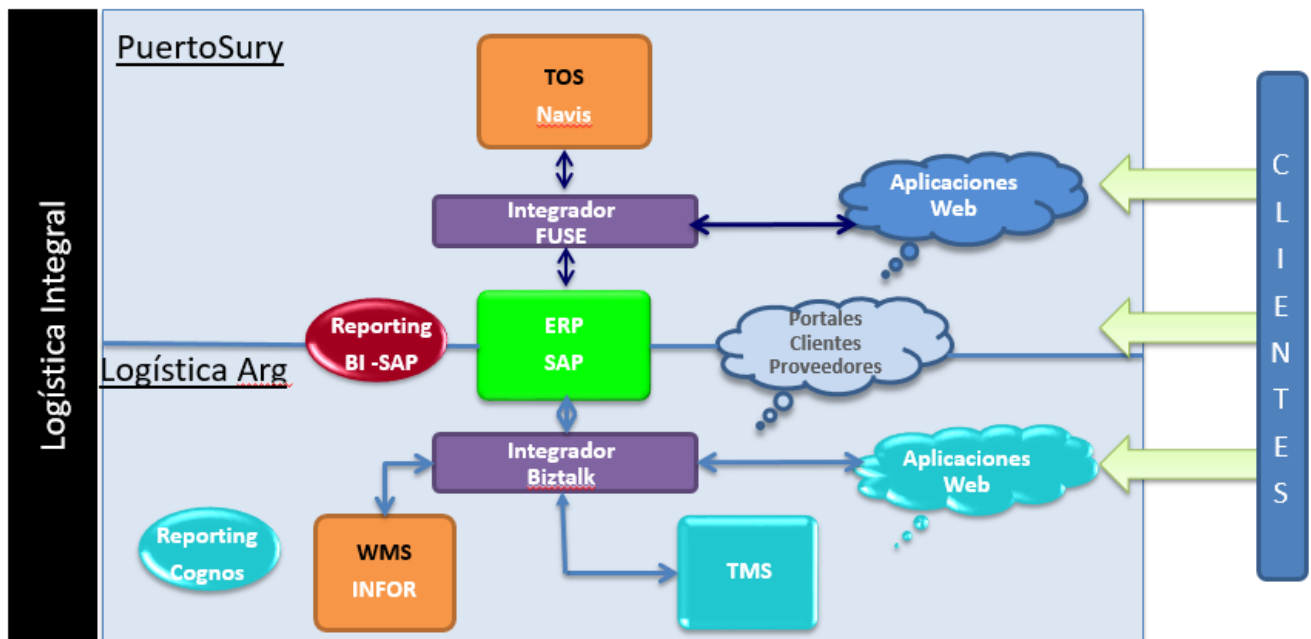 Logística Integral
PuertoSury
TOS
Navis
Integrador
FUSE
Aplicaciones
Web
Reporting
BI -SAP
ERP
SAP
Portales
Clientes
Proveedores
Logística Arg
Integrador
Biztalk
Aplicaciones
Web
Reporting
Cognos
WMS
INFOR
TMS
CLIENTES